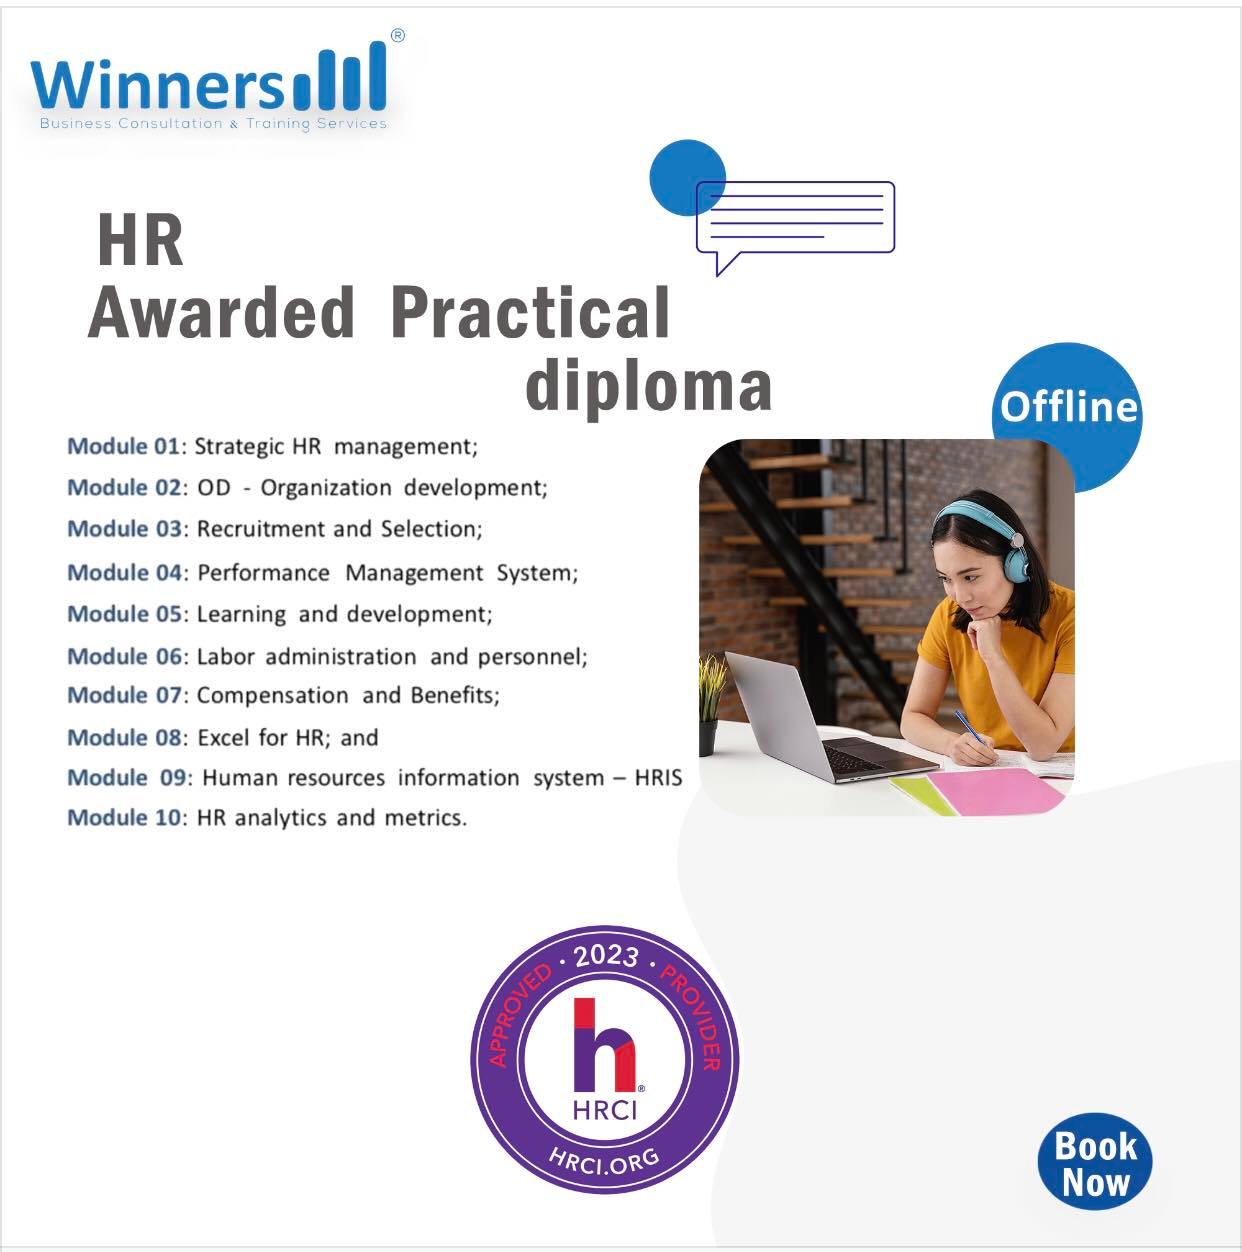 Winners ®
Business Consultation & Training Services
HR
Awarded Practical
diploma
Offline
Module 01: Strategic HR management;
Module 02: OD - Organization development;
Module 03: Recruitment and Selection;
Module 04: Performance Management System;
Module 05: Learning and development;
Module 06: Labor administration and personnel;
Module 07: Compensation and Benefits;
Module 08: Excel for HR; and
Module 09: Human resources information system – HRIS
Module 10: HR analytics and metrics.
APPROVED · 2023 · PROVIDER
h®
HRCI
HRCI.ORG
Book
Now